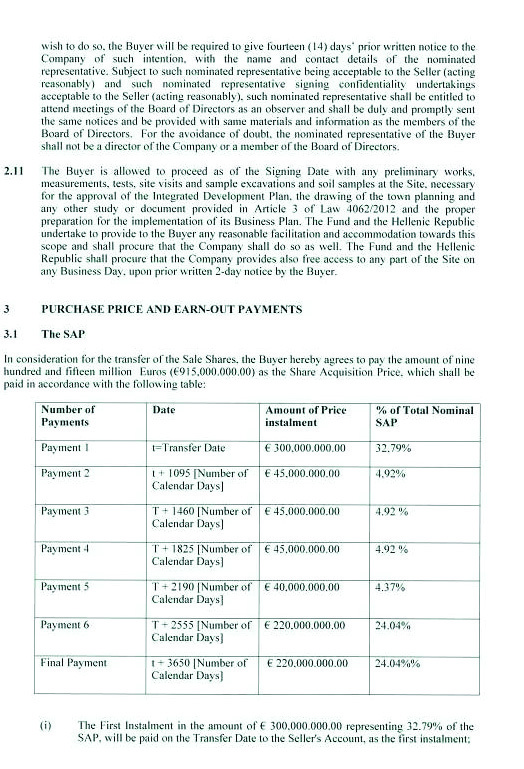 wish to do so, the Buyer will be required to give fourteen (14) days' prior written notice to the
Company of such intention, with the name and contact details of the nominated
representative. Subject to such nominated representative being acceptable to the Seller (acting
reasonably) and such nominated representative signing confidentiality undertakings
acceptable to the Seller (acting reasonably), such nominated representative shall be entitled to
attend meetings of the Board of Directors as an observer and shall be duly and promptly sent
the same notices and be provided with same materials and information as the members of the
Board of Directors. For the avoidance of doubt, the nominated representative of the Buyer
shall not be a director of the Company or a member of the Board of Directors.
2.11 The Buyer is allowed to proceed as of the Signing Date with any preliminary works,
measurements, tests, site visits and sample excavations and soil samples at the Site, necessary
for the approval of the Integrated Development Plan, the drawing of the town planning and
any other study or document provided in Article 3 of Law 4062/2012 and the proper
preparation for the implementation of its Business Plan. The Fund and the Hellenic Republic
undertake to provide to the Buyer any reasonable facilitation and accommodation towards this
scope and shall procure that the Company shall do so as well. The Fund and the Hellenic
Republic shall procure that the Company provides also free access to any part of the Site on
any Business Day, upon prior written 2-day notice by the Buyer.
3 PURCHASE PRICE AND EARN-OUT PAYMENTS
3.1 The SAP
In consideration for the transfer of the Sale Shares, the Buyer hereby agrees to pay the amount of nine
hundred and fifteen million Euros (€915,000.000.00) as the Share Acquisition Price, which shall be
paid in accordance with the following table:
Number of Date Amount of Price % of Total Nominal
Payments instalment SAP
Payment 1 t=Transfer Date € 300,000.000.00 32.79%
Payment 2 t + 1095 [Number of € 45,000.000.00 4,92%
Calendar Days]
Payment 3 T + 1460 [Number of € 45,000.000.00 4.92 %
Calendar Days]
Payment 4 T + 1825 [Number of € 45,000.000.00 4.92 %
Calendar Days]
Payment 5 T + 2190 [Number of € 40,000.000.00 4.37%
Calendar Days]
Payment 6 T + 2555 [Number of € 220,000.000.00 24.04%
Calendar Days]
Final Payment t + 3650 [Number of € 220,000.000.00 24.04%%
Calendar Days]
(i) The First Instalment in the amount of € 300,000.000.00 representing 32.79% of the
SAP, will be paid on the Transfer Date to the Seller's Account, as the first instalment;